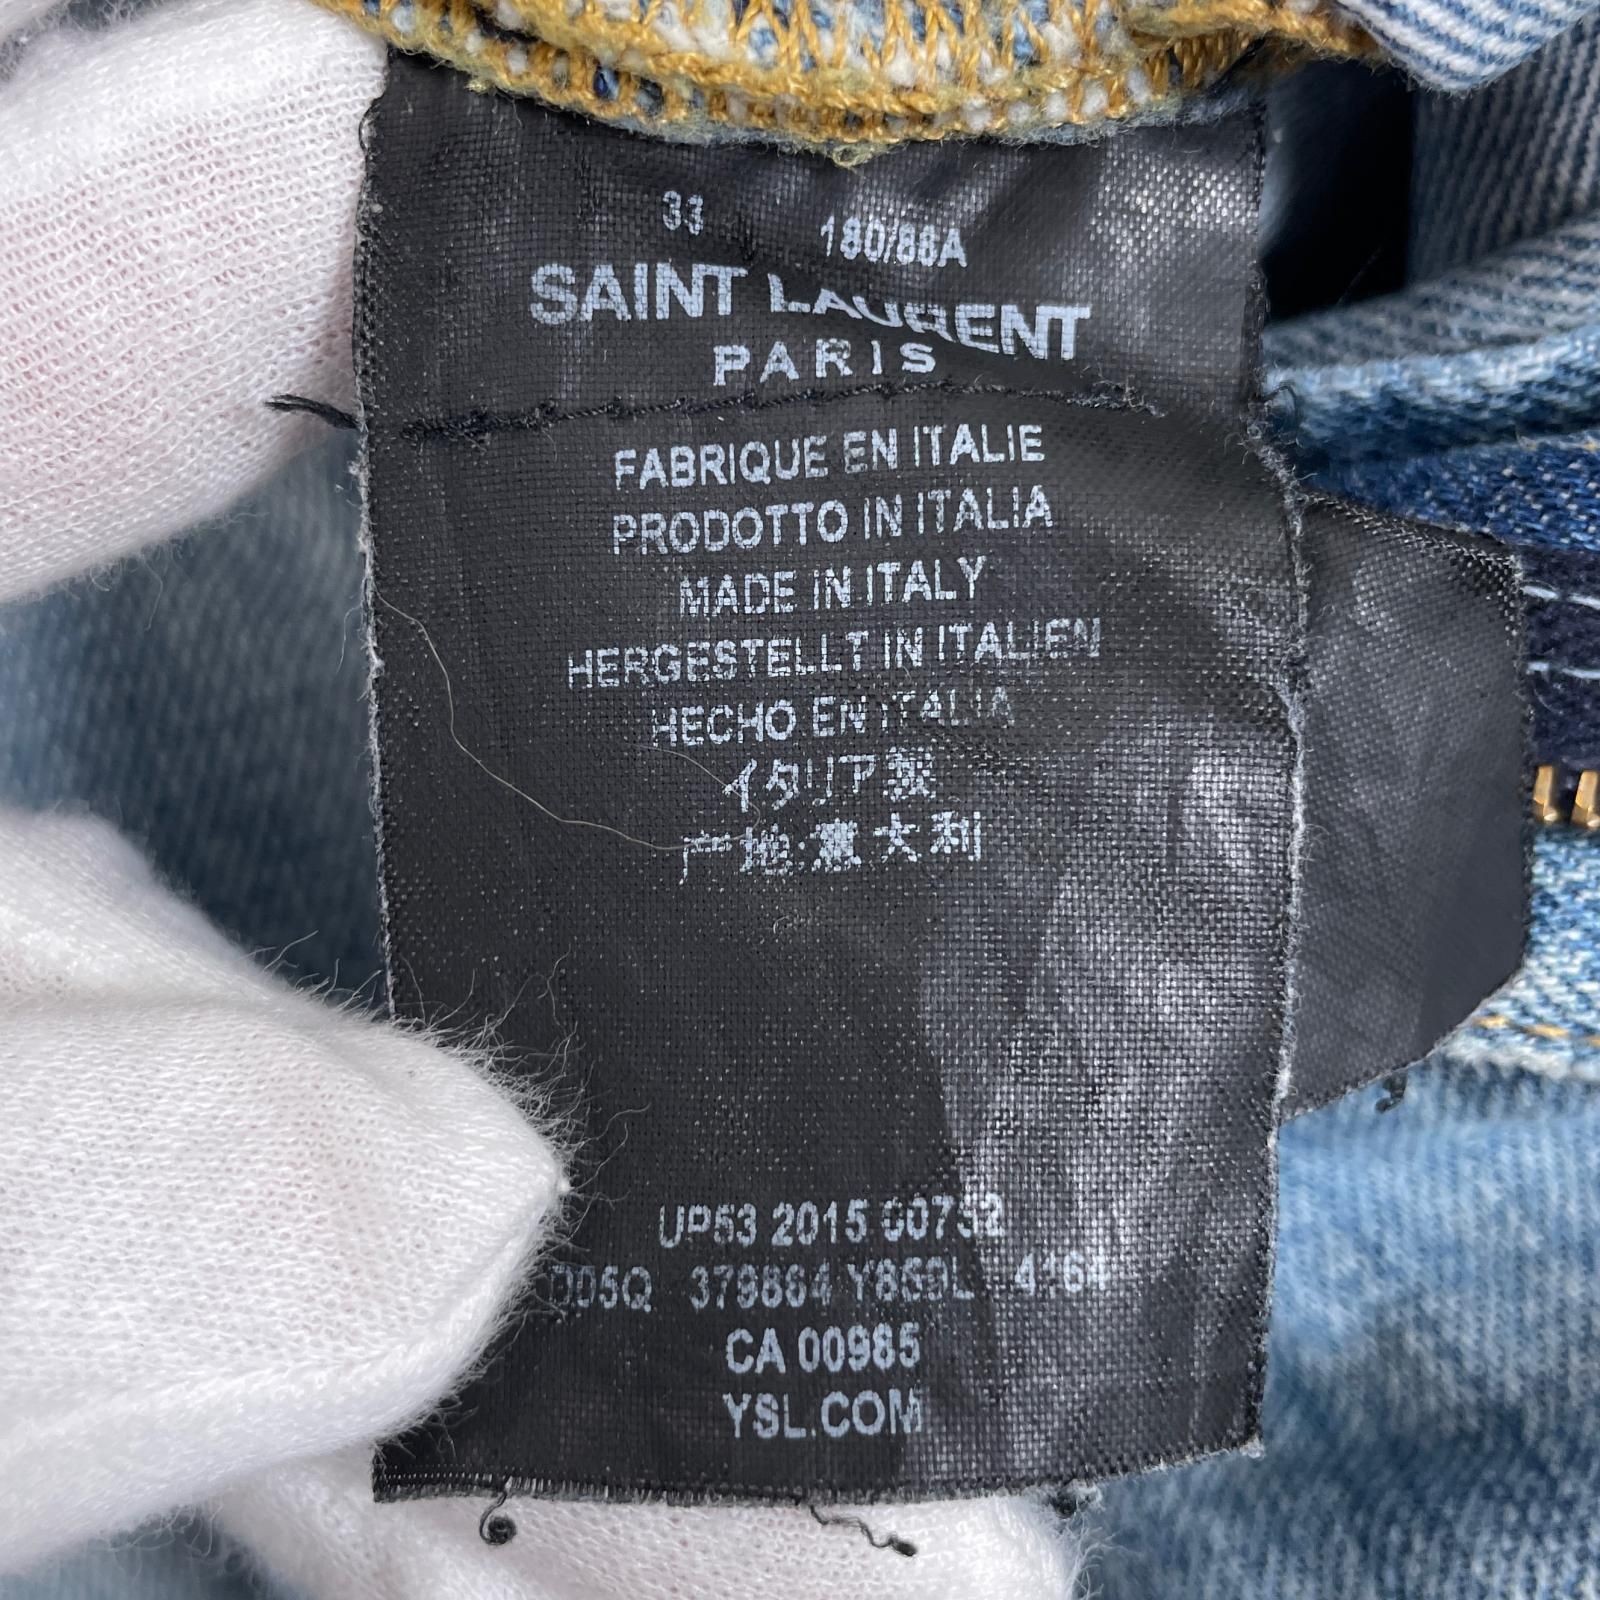 33 180/88A
SAINT LAURENT
PARIS
FABRIQUE EN ITALIE
PRODOTTO IN ITALIA
MADE IN ITALY
HERGESTELLT IN ITALIEN
HECHO EN ITALIA
イタリア製
产地:意大利
UP53 2015 00752
D05Q 379864 Y869L 4164
CA 00985
YSL.COM